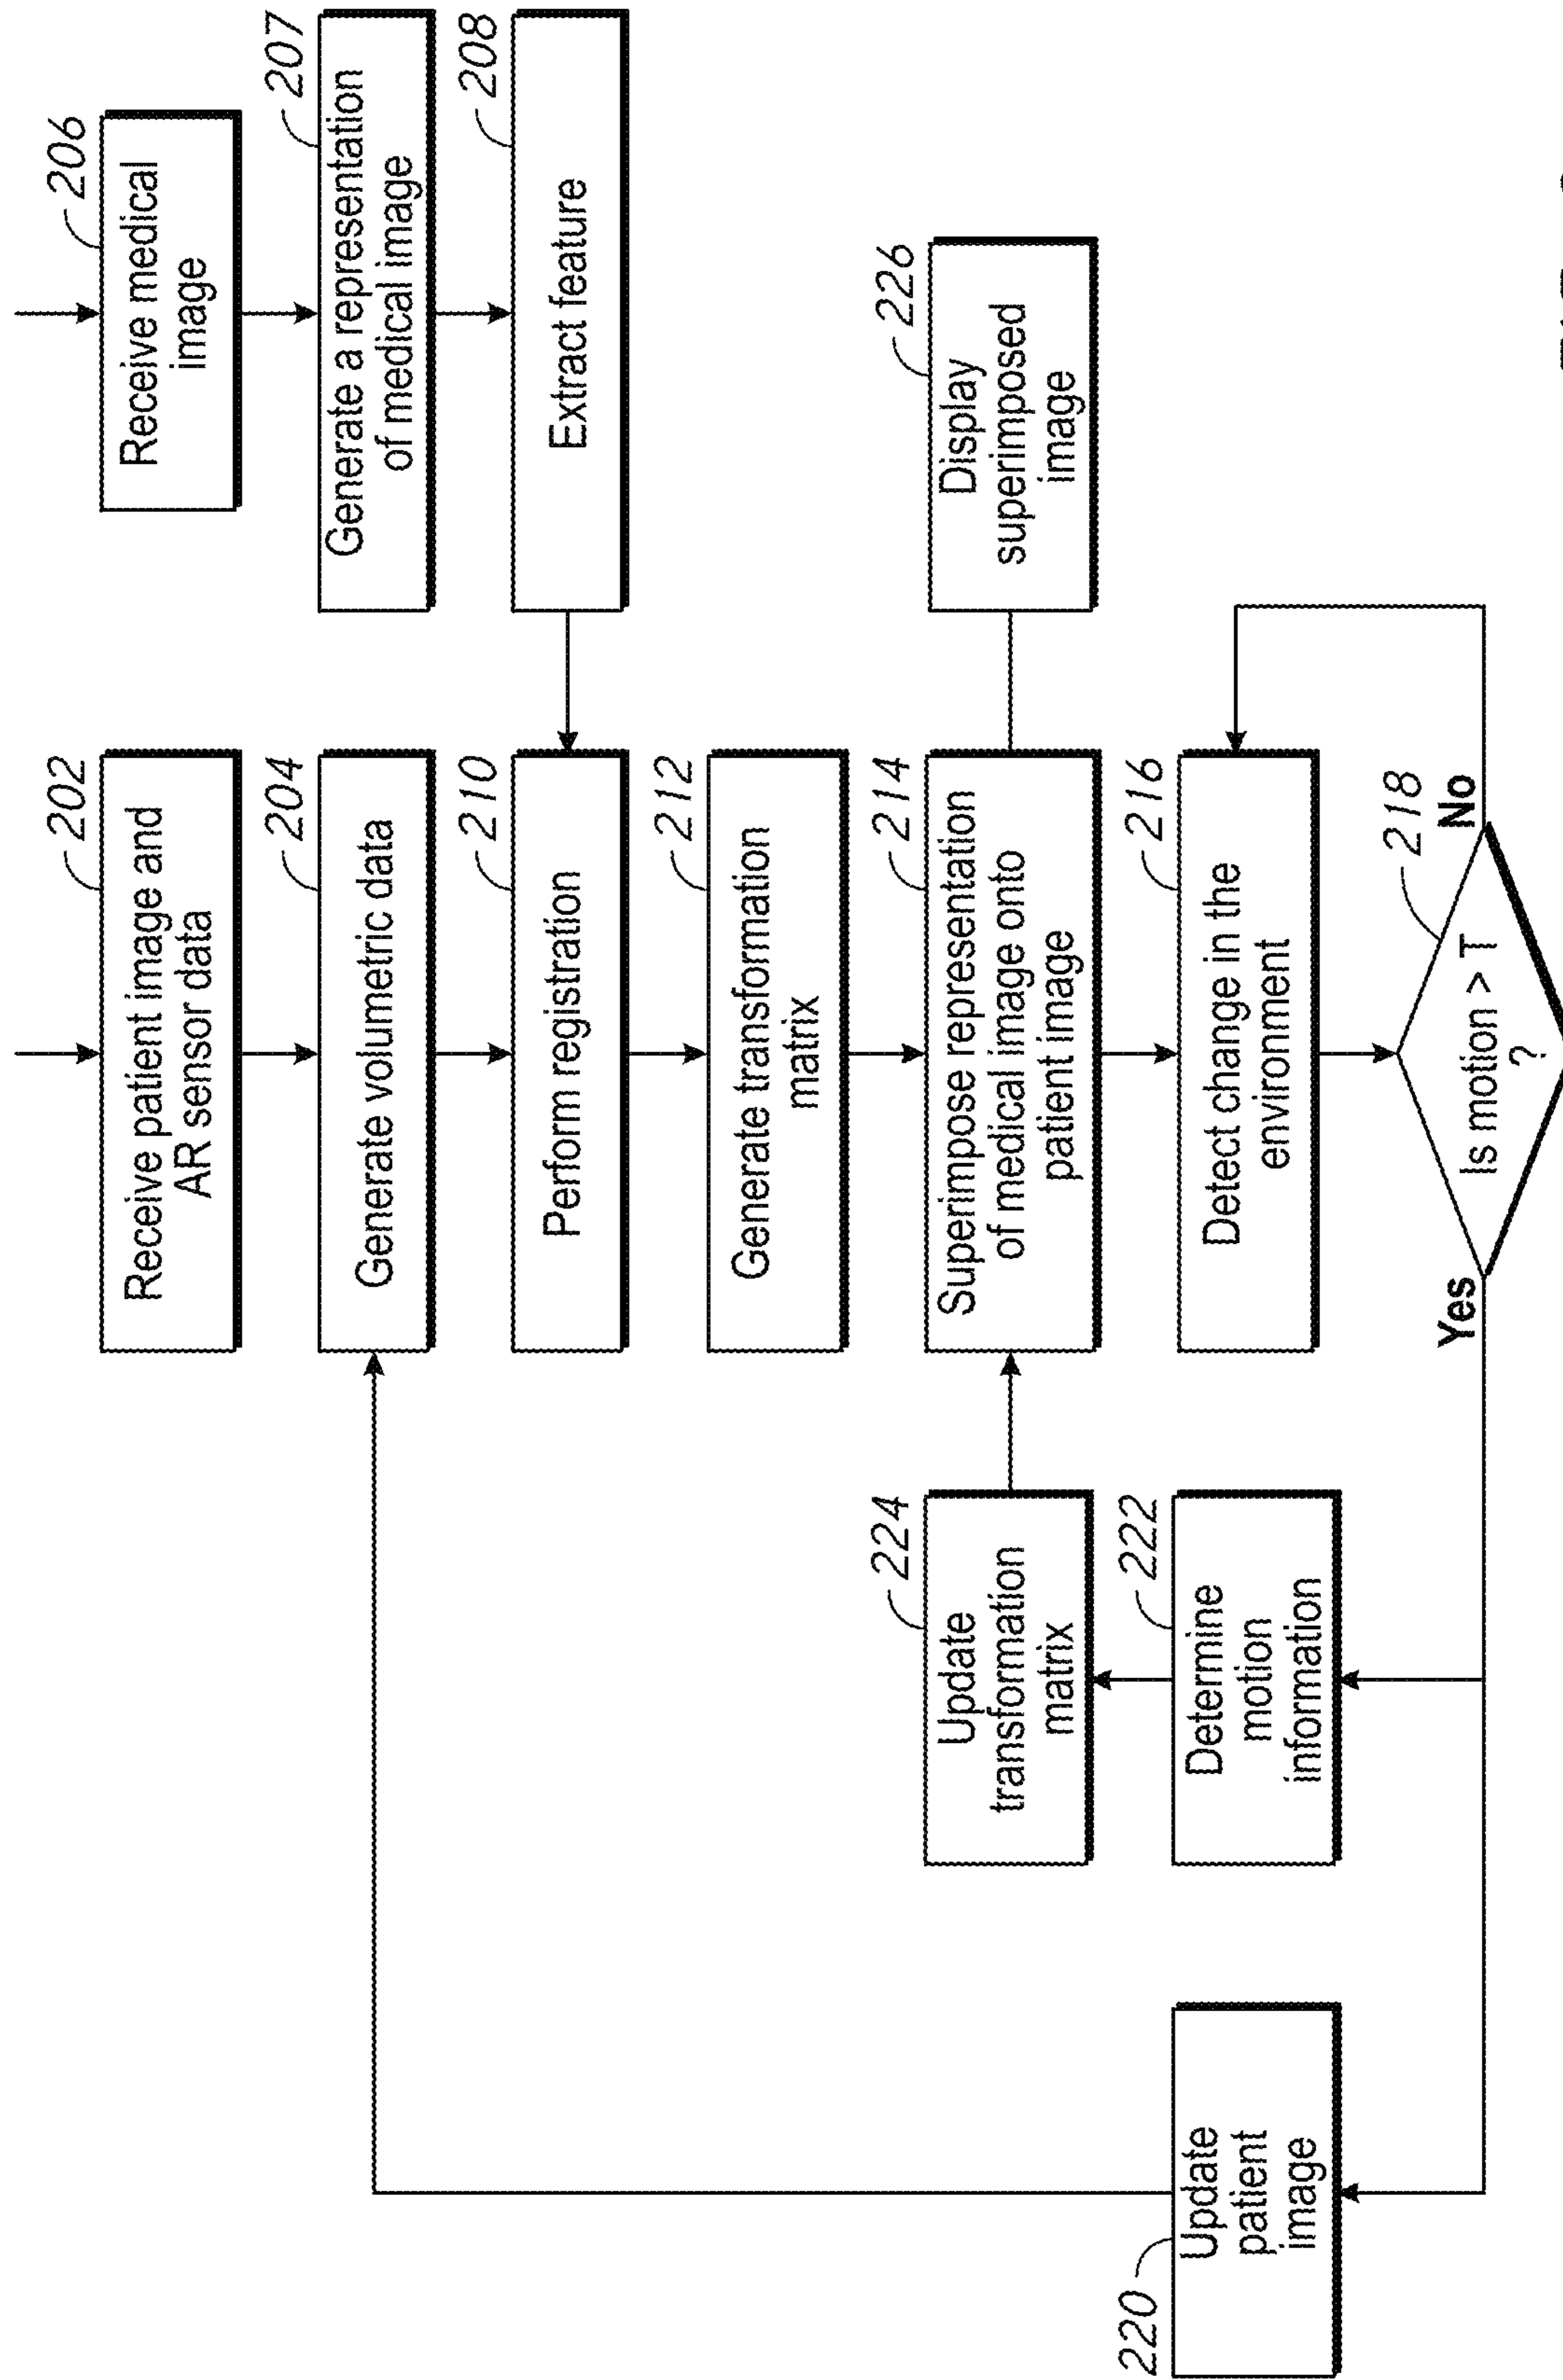 202
Receive patient image and
AR sensor data
206
Receive medical
image
204
Generate volumetric data
207
Generate a representation
of medical image
210
Perform registration
208
Extract feature
212
Generate transformation
matrix
224
Update
transformation
matrix
214
Superimpose representation
of medical image onto
patient image
226
Display
superimposed
image
220
Update
patient
image
222
Determine
motion
information
216
Detect change in the
environment
218
Yes
Is motion > T
?
No